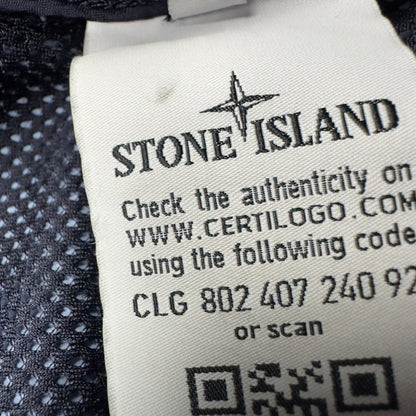 STONE ISLAND
Check the authenticity on
WWW.CERTILOGO.COM
using the following code
CLG 802 407 240 92
or scan